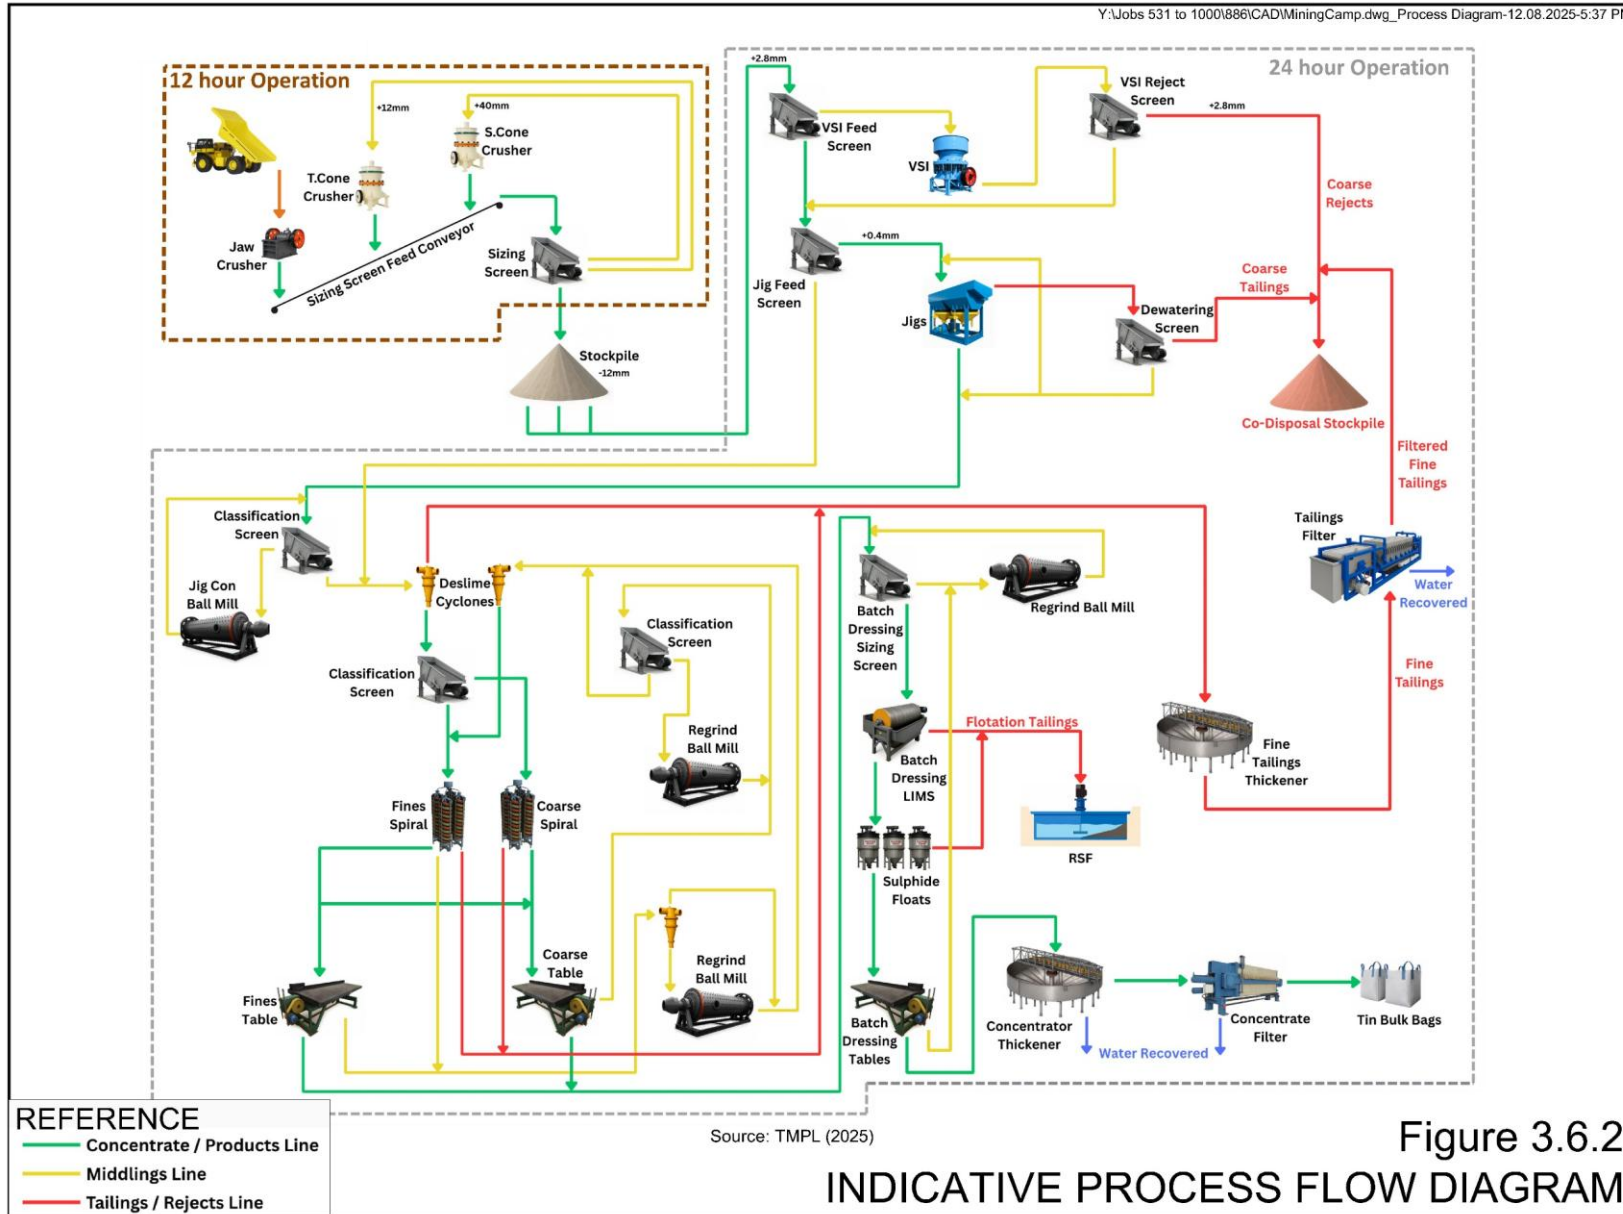 Y:\Jobs 531 to 1000\886\CAD\MiningCamp.dwg_Process Diagram-12.08.2025-5:37 PM
12 hour Operation
24 hour Operation
+12mm
+40mm
S.Cone
Crusher
T.Cone
Crusher
Jaw
Crusher
Sizing Screen Feed Conveyor
Sizing
Screen
Stockpile
-12mm
+2.8mm
VSI Feed
Screen
VSI
VSI Reject
Screen
+2.8mm
Coarse
Rejects
+0.4mm
Jig Feed
Screen
Jigs
Dewatering
Screen
Coarse
Tailings
Co-Disposal Stockpile
Filtered
Fine
Tailings
Tailings
Filter
Water
Recovered
Fine
Tailings
Classification
Screen
Jig Con
Ball Mill
Deslime
Cyclones
Classification
Screen
Classification
Screen
Regrind
Ball Mill
Fines
Spiral
Coarse
Spiral
Coarse
Table
Fines
Table
Regrind
Ball Mill
Batch
Dressing
Sizing
Screen
Regrind Ball Mill
Batch
Dressing
LIMS
Flotation Tailings
Sulphide
Floats
RSF
Fine
Tailings
Thickener
Batch
Dressing
Tables
Concentrator
Thickener
Water Recovered
Concentrate
Filter
Tin Bulk Bags
REFERENCE
Concentrate / Products Line
Middlings Line
Tailings / Rejects Line
Source: TMPL (2025)
Figure 3.6.2
INDICATIVE PROCESS FLOW DIAGRAM